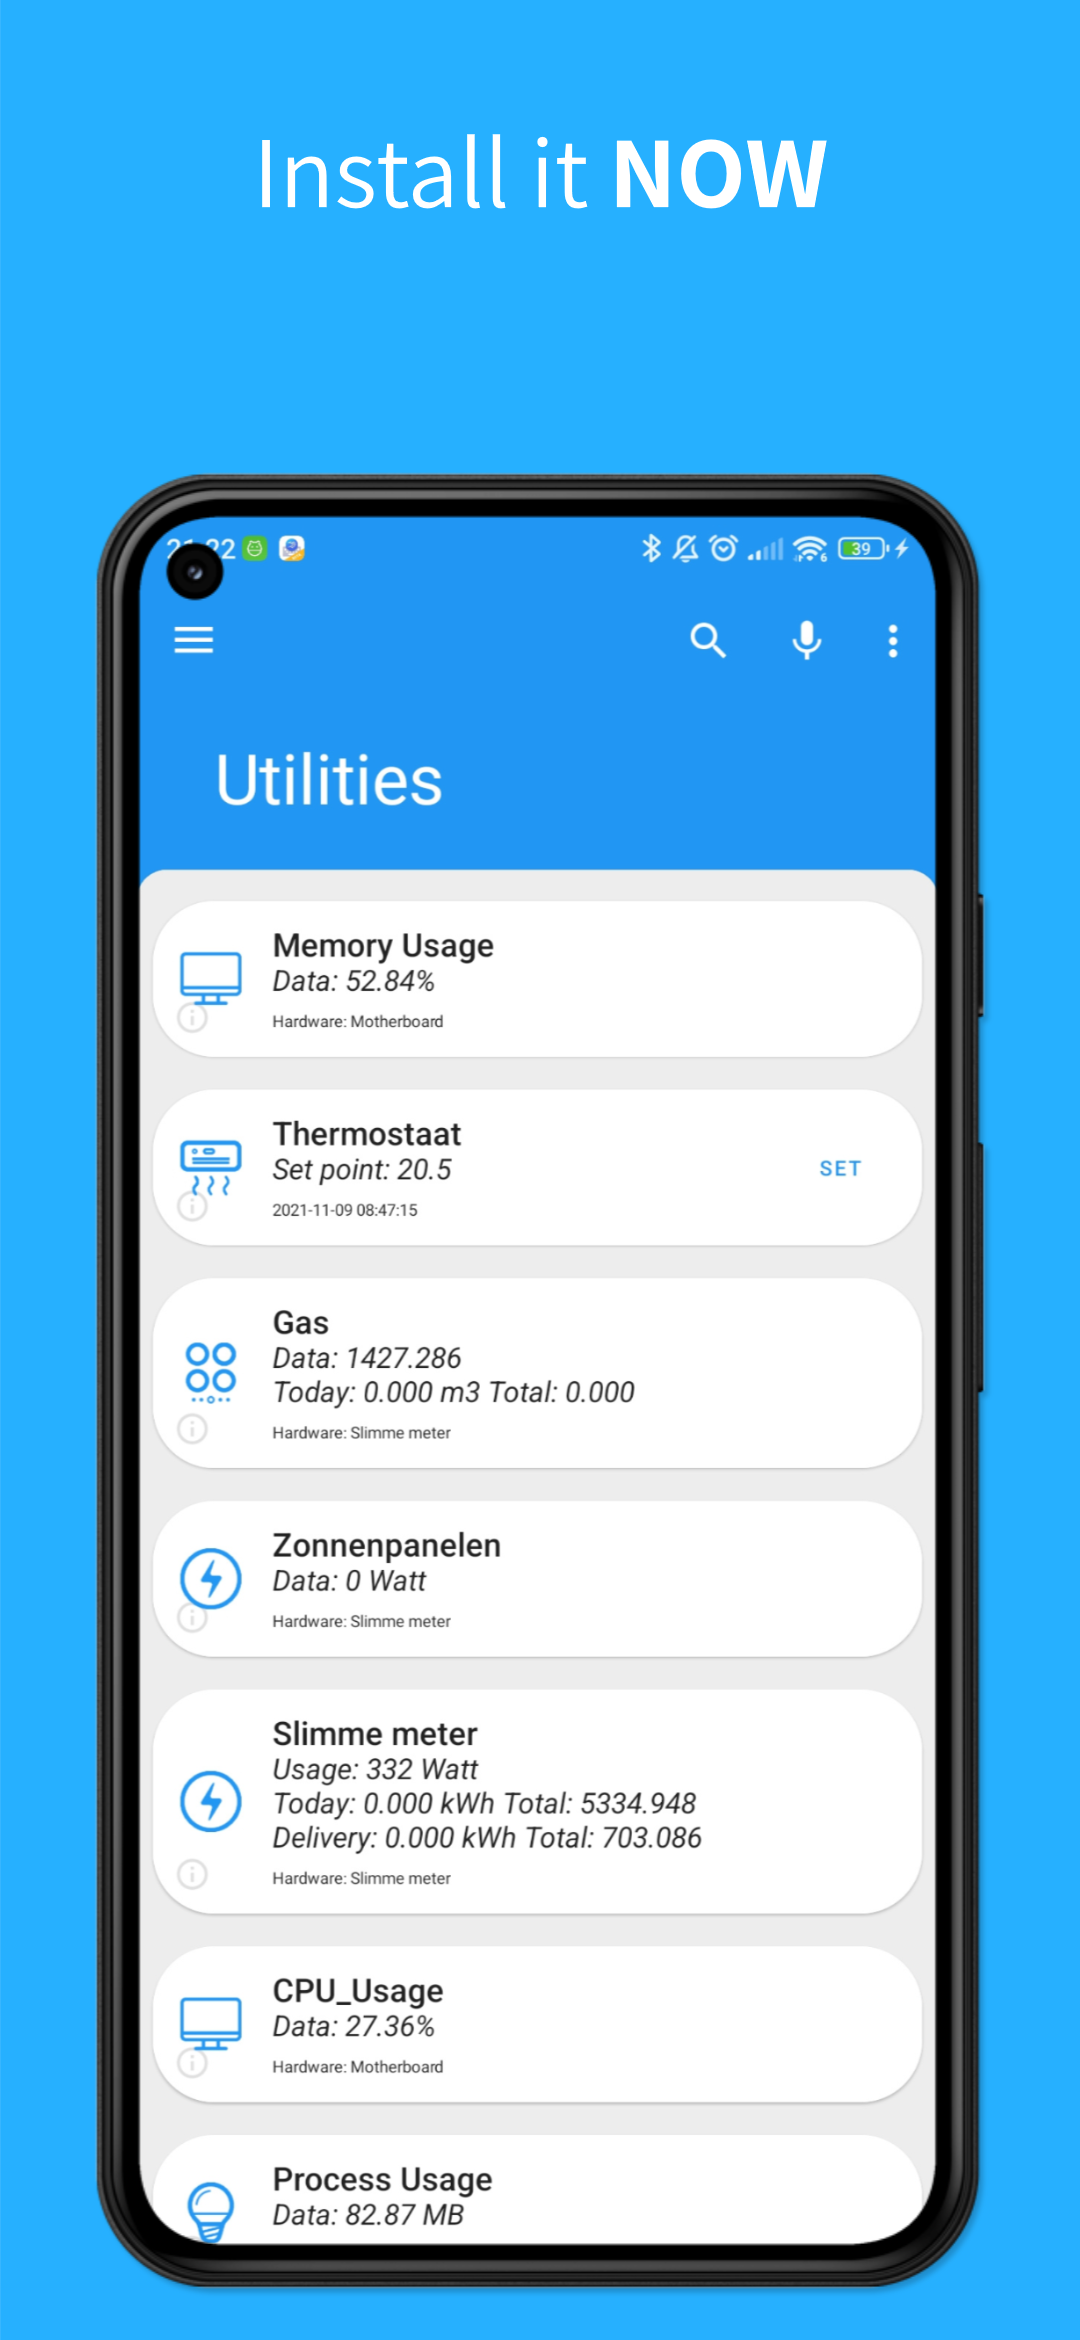 Install it NOW
39
Utilities
Memory Usage
Data: 52.84%
Hardware: Motherboard
Thermostaat
Set point: 20.5
SET
2021-11-09 08:47:15
Gas
Data: 1427.286
Today: 0.000 m3 Total: 0.000
Hardware: Slimme meter
Zonnenpanelen
Data: 0 Watt
Hardware: Slimme meter
Slimme meter
Usage: 332 Watt
Today: 0.000 kWh Total: 5334.948
Delivery: 0.000 kWh Total: 703.086
Hardware: Slimme meter
CPU_Usage
Data: 27.36%
Hardware: Motherboard
Process Usage
Data: 82.87 MB